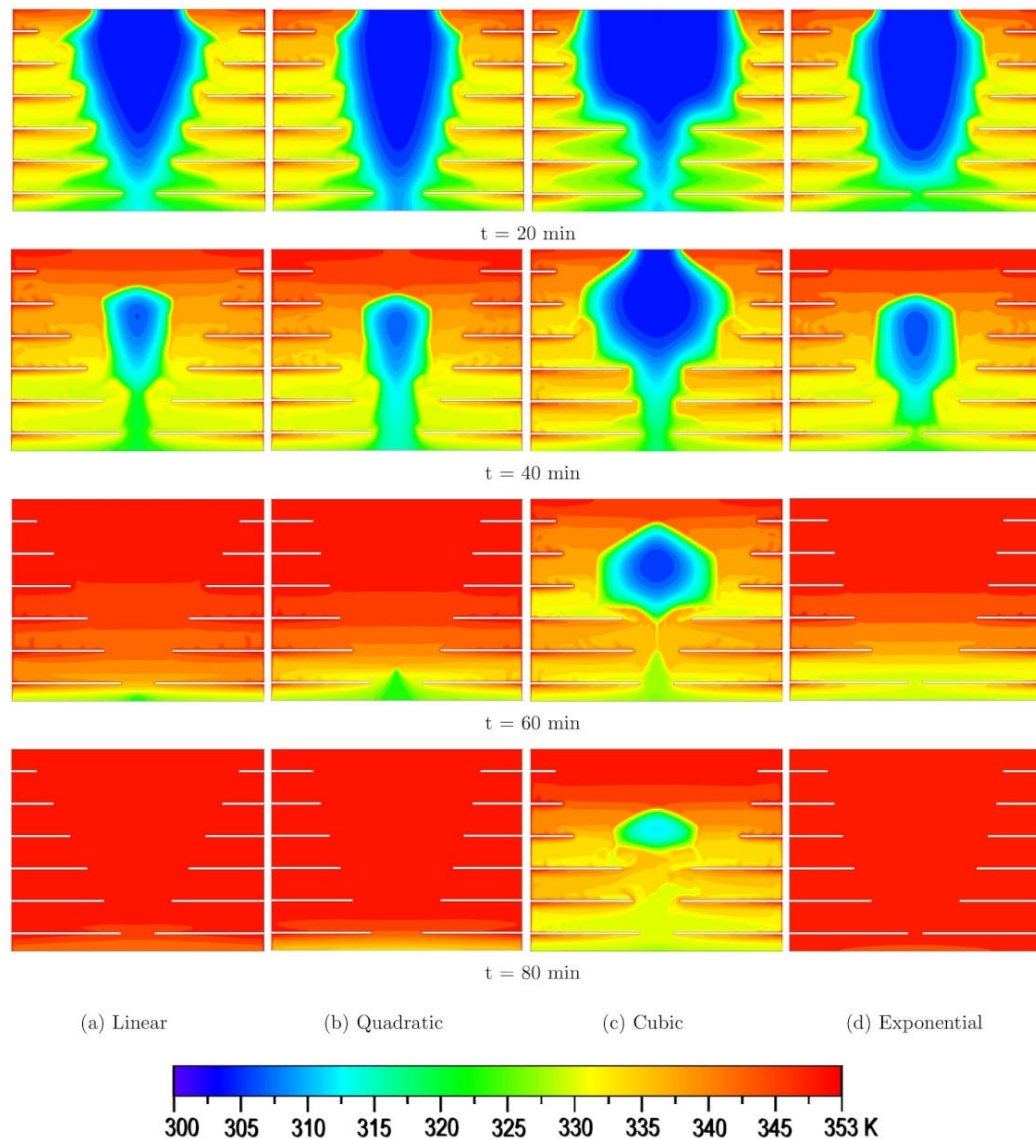 t = 20 min
t = 40 min
t = 60 min
t = 80 min
(a) Linear (b) Quadratic (c) Cubic (d) Exponential
300 305 310 315 320 325 330 335 340 345 353 K